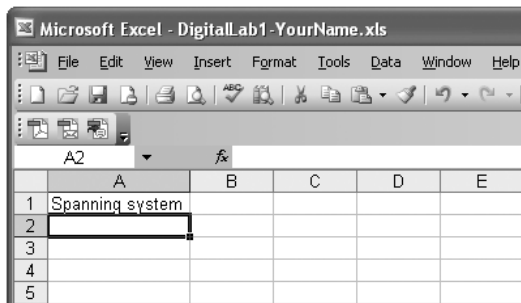 Microsoft Excel - DigitalLab1-YourName.xls
File Edit View Insert Format Tools Data Window Help
ABC
A2 fx
A B C D E
1 Spanning system
2
3
4
5